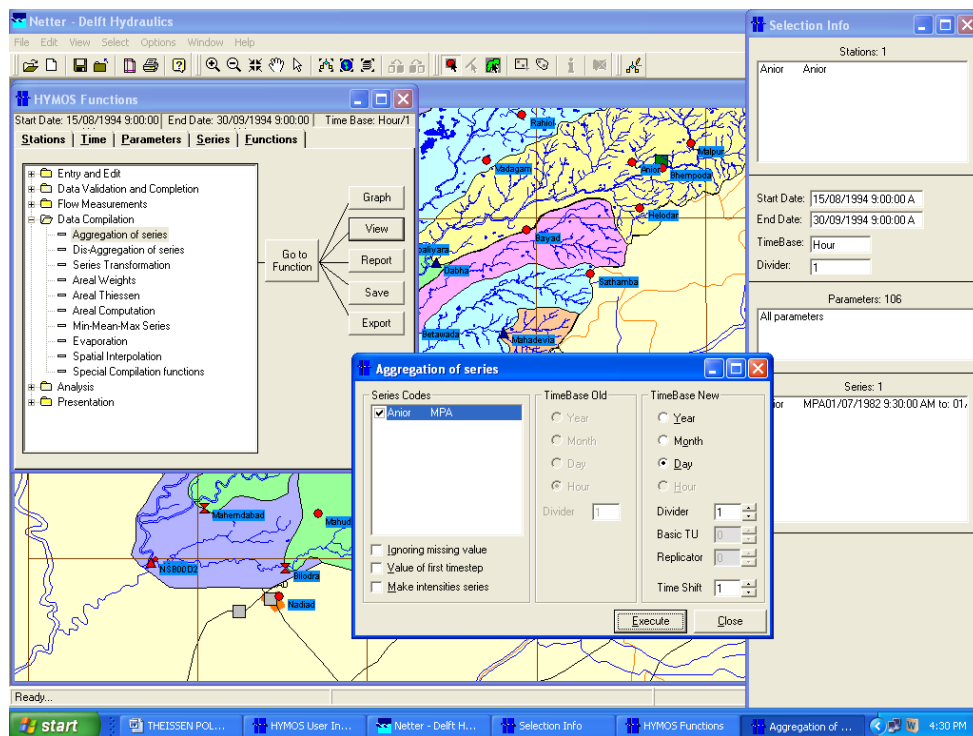 Netter - Delft Hydraulics
File Edit View Select Options Window Help
HYMOS Functions
Start Date: 15/08/1994 9:00:00 End Date: 30/09/1994 9:00:00 Time Base: Hour/1
Stations Time Parameters Series Functions
Entry and Edit
Data Validation and Completion
Flow Measurements
Data Compilation
Aggregation of series
Dis-Aggregation of series
Series Transformation
Areal Weights
Areal Thiessen
Areal Computation
Min-Mean-Max Series
Evaporation
Spatial Interpolation
Special Compilation functions
Analysis
Presentation
Go to Function
Graph
View
Report
Save
Export
Rahiol
Vadagam
Malpur
Anior
Bhempoda
Helodar
Bayad
paliyara
Dabha
Sathamba
Betawada
Mahadevia
Mahemdabad
Mahud
NS900D2
Bilodra
Nadiad
Selection Info
Stations: 1
Anior Anior
Start Date: 15/08/1994 9:00:00 A
End Date: 30/09/1994 9:00:00 A
TimeBase: Hour
Divider: 1
Parameters: 106
All parameters
Series: 1
ior MPA01/07/1982 9:30:00 AM to: 01/
Aggregation of series
Series Codes
Anior MPA
Ignoring missing value
Value of first timestep
Make intensities series
TimeBase Old
Year
Month
Day
Hour
Divider 1
TimeBase New
Year
Month
Day
Hour
Divider 1
Basic TU 0
Replicator 0
Time Shift 1
Execute Close
Ready...
start THEISSEN POL... HYMOS User In... Netter - Delft H... Selection Info HYMOS Functions Aggregation of ... 4:30 PM